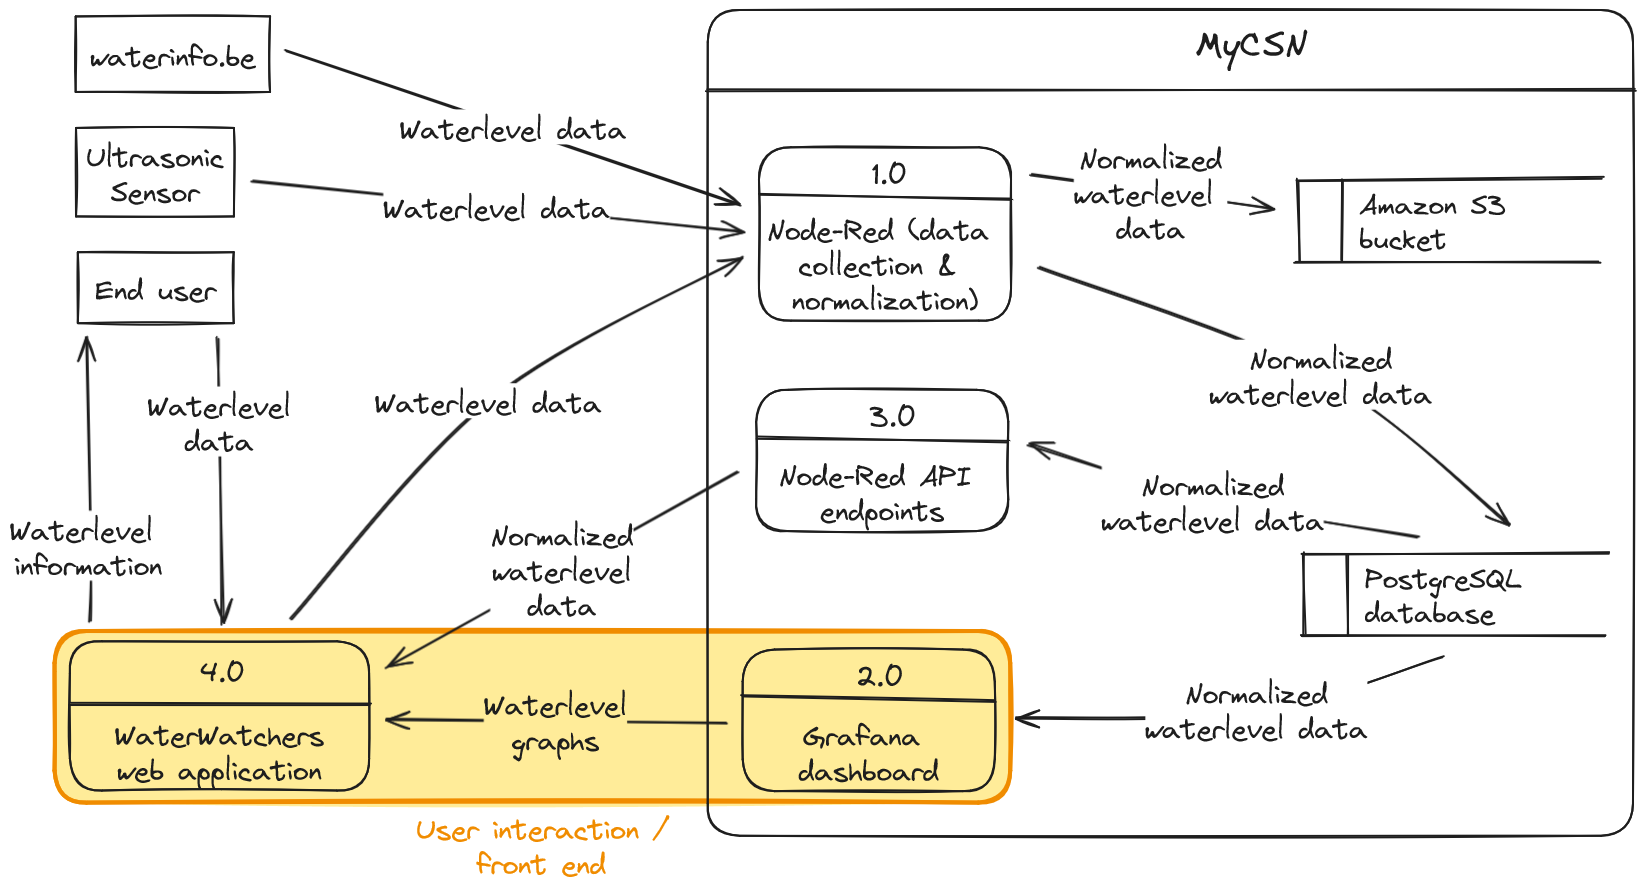 waterinfo.be
Ultrasonic
Sensor
End user
Waterlevel data
Waterlevel data
Waterlevel
data
Waterlevel data
Waterlevel
information
MyCSN
1.0
Node-Red (data
collection &
normalization)
Normalized
waterlevel
data
Amazon S3
bucket
Normalized
waterlevel data
3.0
Node-Red API
endpoints
Normalized
waterlevel data
Normalized
waterlevel
data
PostgreSQL
database
4.0
WaterWatchers
web application
Waterlevel
graphs
2.0
Grafana
dashboard
Normalized
waterlevel data
User interaction /
front end